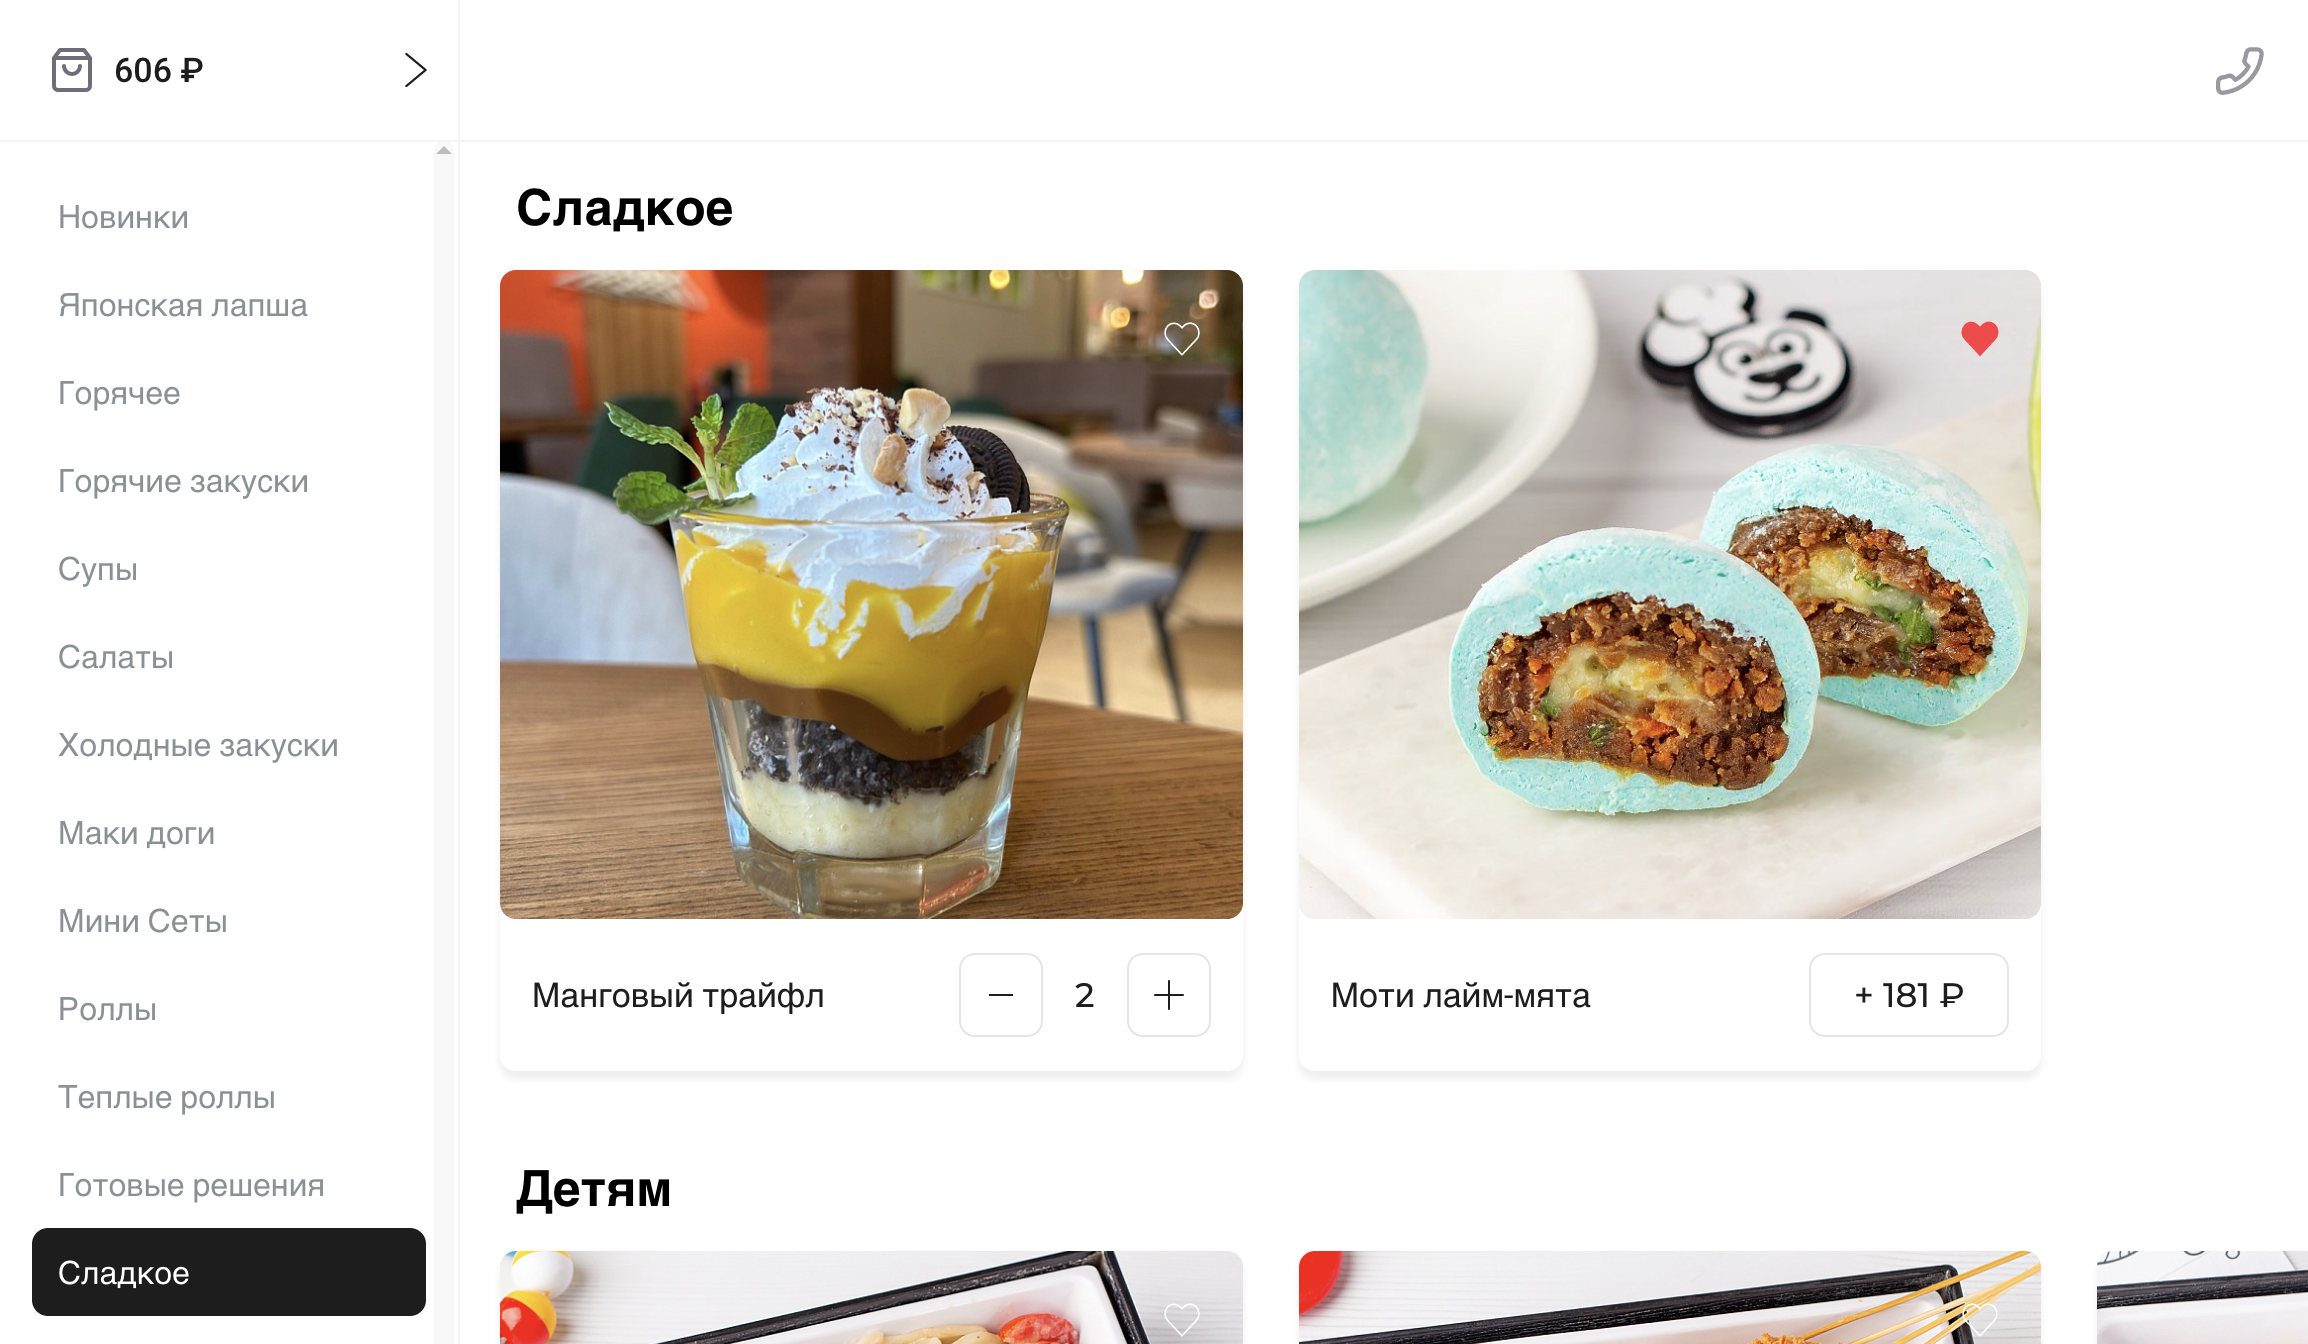 606 ₽
Новинки
Японская лапша
Горячее
Горячие закуски
Супы
Салаты
Холодные закуски
Маки доги
Мини Сеты
Роллы
Теплые роллы
Готовые решения
Сладкое
Сладкое
Манговый трайфл
2
Моти лайм-мята
+ 181 ₽
Детям